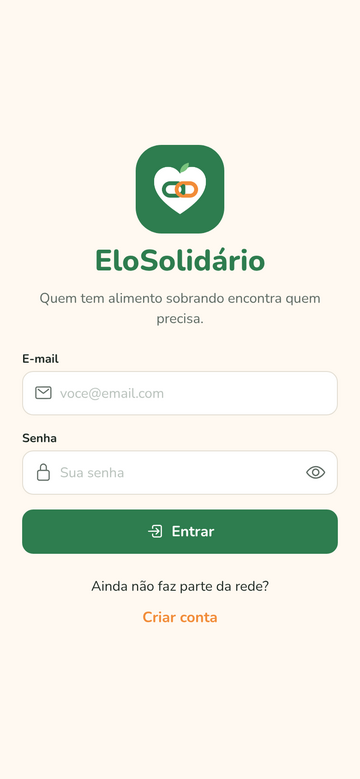 EloSolidário
Quem tem alimento sobrando encontra quem
precisa.
E-mail
voce@email.com
Senha
Sua senha
Entrar
Ainda não faz parte da rede?
Criar conta